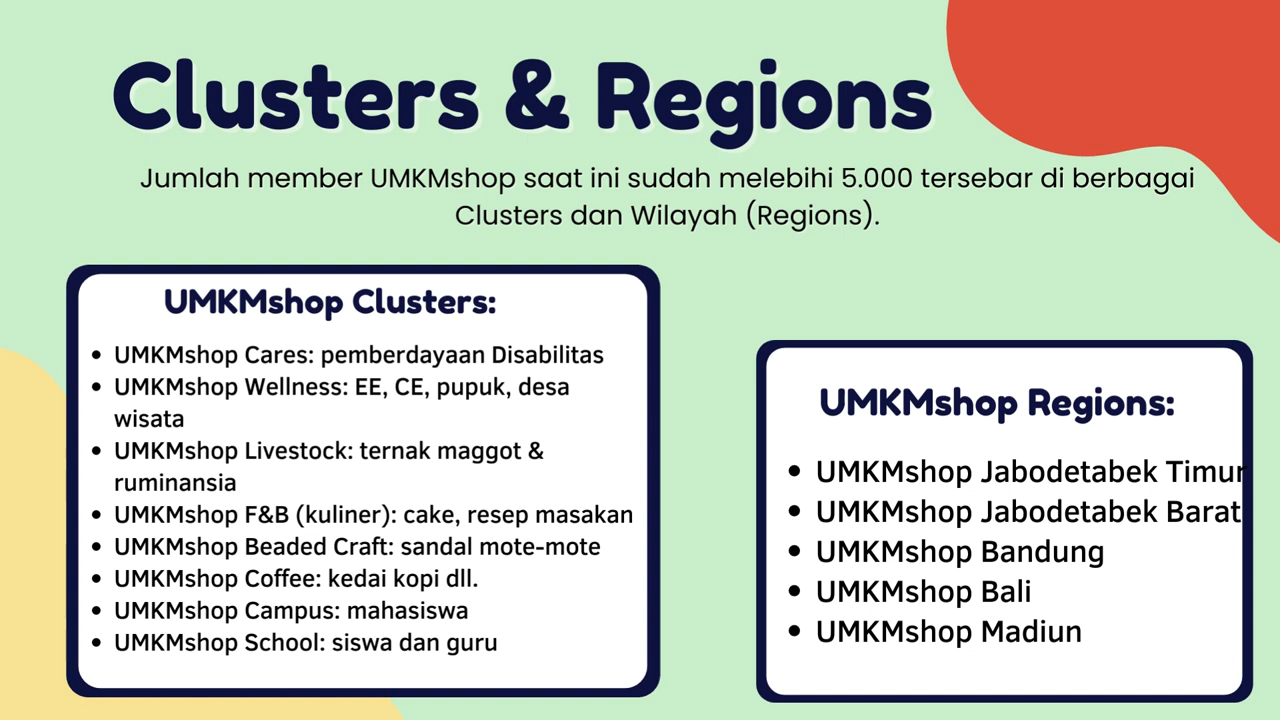 Clusters & Regions
Jumlah member UMKMshop saat ini sudah melebihi 5.000 tersebar di berbagai
Clusters dan Wilayah (Regions).
UMKMshop Clusters:
• UMKMshop Cares: pemberdayaan Disabilitas
• UMKMshop Wellness: EE, CE, pupuk, desa
wisata
• UMKMshop Livestock: ternak maggot &
ruminansia
• UMKMshop F&B (kuliner): cake, resep masakan
• UMKMshop Beaded Craft: sandal mote-mote
• UMKMshop Coffee: kedai kopi dll.
• UMKMshop Campus: mahasiswa
• UMKMshop School: siswa dan guru
UMKMshop Regions:
• UMKMshop Jabodetabek Timur
• UMKMshop Jabodetabek Barat
• UMKMshop Bandung
• UMKMshop Bali
• UMKMshop Madiun